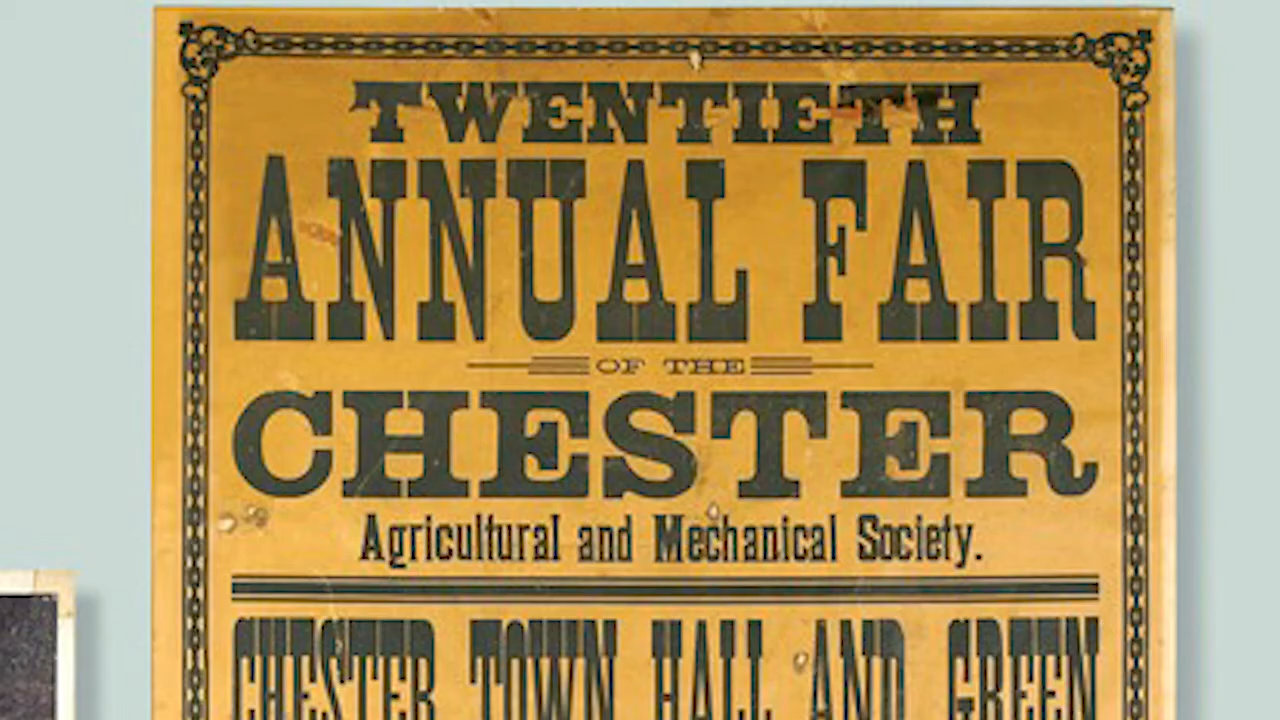 TWENTIETH
ANNUAL FAIR
OF THE
CHESTER
Agricultural and Mechanical Society.
CHESTER TOWN HALL AND GREEN